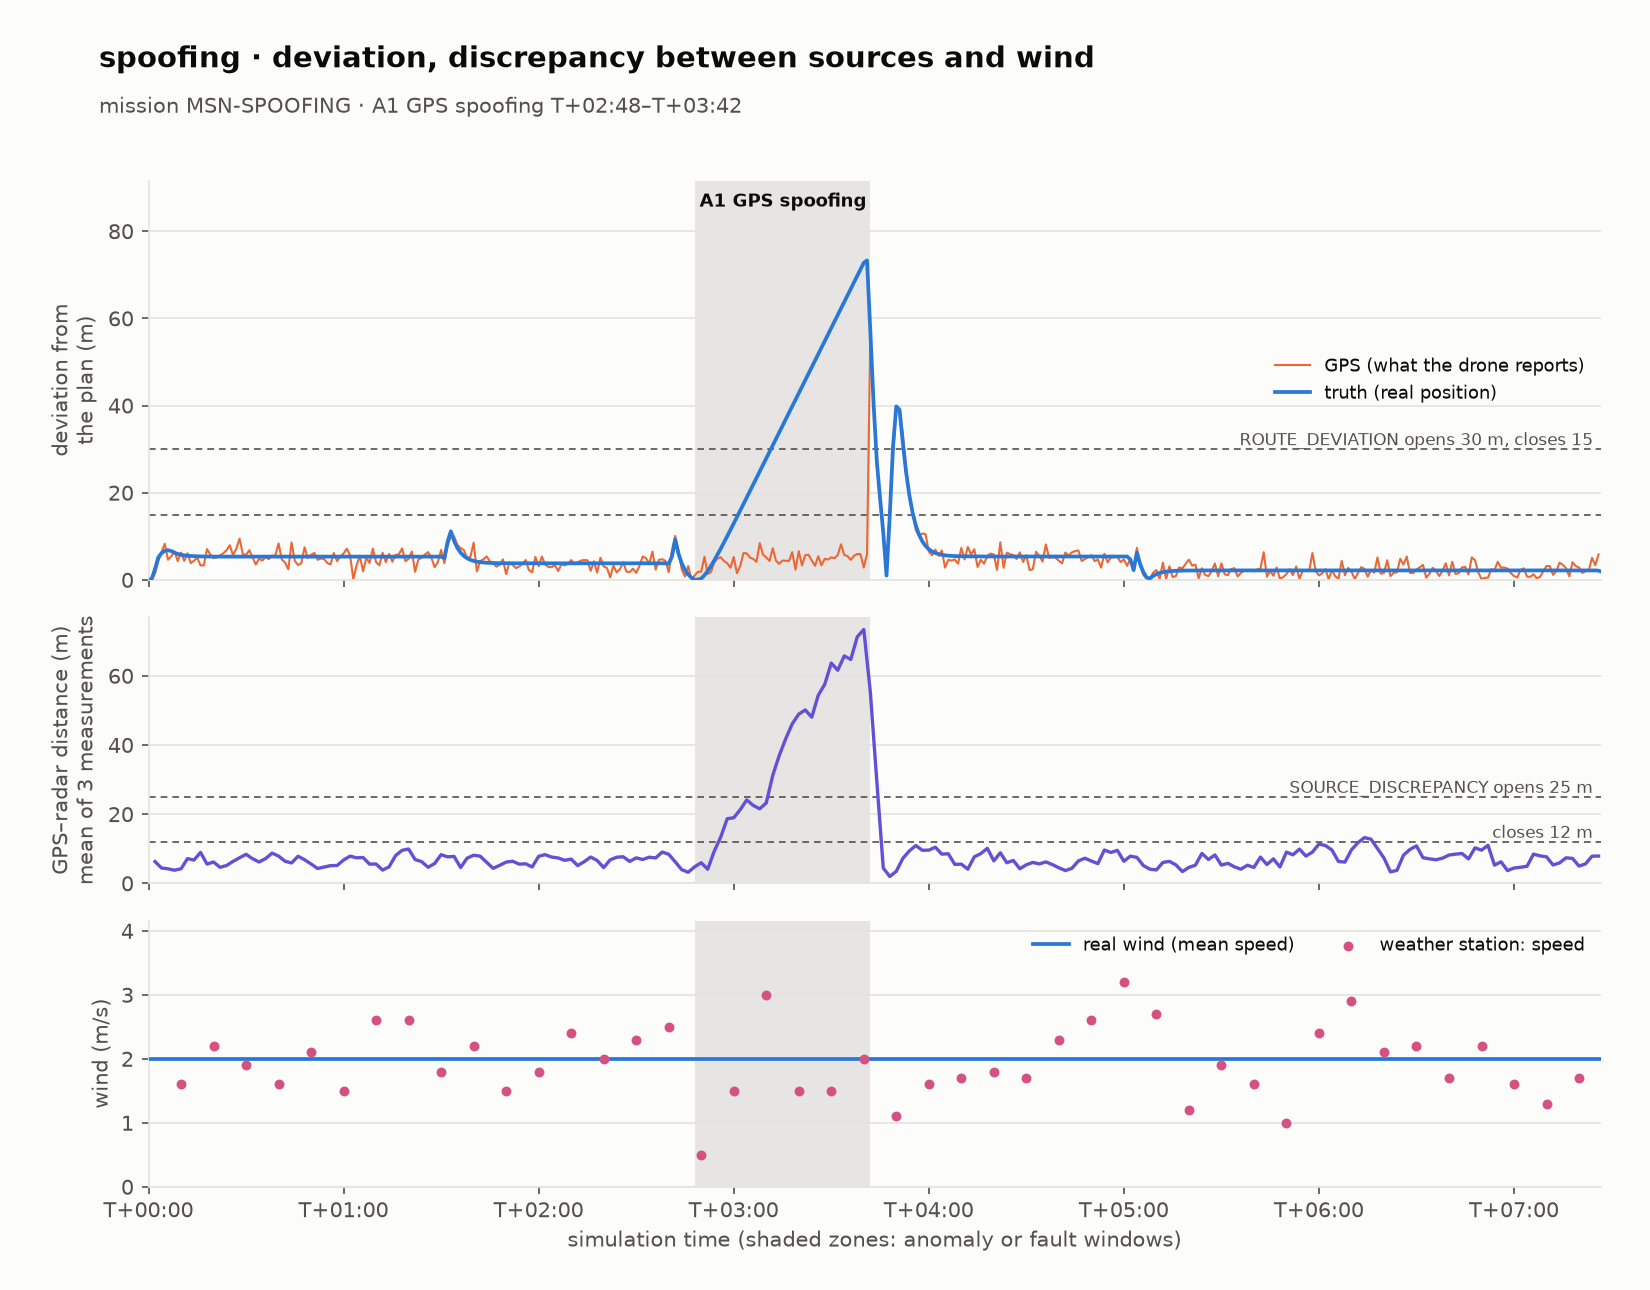 spoofing · deviation, discrepancy between sources and wind
mission MSN-SPOOFING · A1 GPS spoofing T+02:48–T+03:42
A1 GPS spoofing
80
60
40
20
0
deviation from
the plan (m)
GPS (what the drone reports)
truth (real position)
ROUTE_DEVIATION opens 30 m, closes 15
60
40
20
0
GPS–radar distance (m)
mean of 3 measurements
SOURCE_DISCREPANCY opens 25 m
closes 12 m
4
3
2
1
0
wind (m/s)
real wind (mean speed)
weather station: speed
T+00:00
T+01:00
T+02:00
T+03:00
T+04:00
T+05:00
T+06:00
T+07:00
simulation time (shaded zones: anomaly or fault windows)